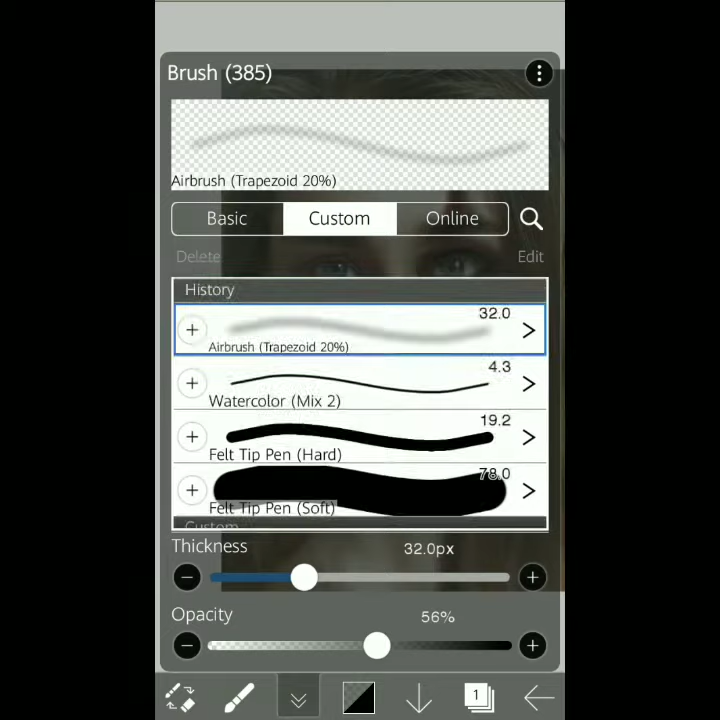 Brush (385)
Airbrush (Trapezoid 20%)
Basic Custom Online
Delete Edit
History
32.0
Airbrush (Trapezoid 20%)
4.3
Watercolor (Mix 2)
19.2
Felt Tip Pen (Hard)
78.0
Felt Tip Pen (Soft)
Custom
Thickness 32.0px
Opacity 56%
1